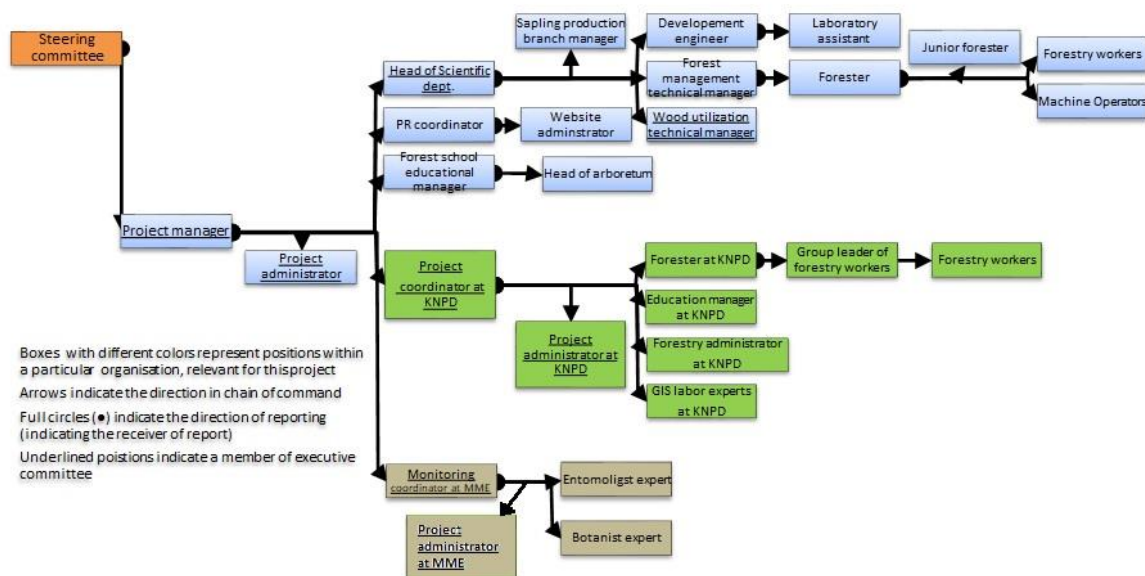 Steering
committee
Sapling production
branch manager
Developement
engineer
Laboratory
assistant
Junior forester
Forestry workers
Head of Scientific
dept.
Forest
management
technical manager
Forester
Machine Operators
PR coordinator
Website
adminstrator
Wood utilization
technical manager
Forest school
educational
manager
Head of arboretum
Project manager
Project
administrator
Project
coordinator at
KNPD
Forester at KNPD
Group leader of
forestry workers
Forestry workers
Education manager
at KNPD
Project
administrator at
KNPD
Forestry administrator
at KNPD
GIS labor experts
at KNPD
Boxes with different colors represent positions within
a particular organisation, relevant for this project
Arrows indicate the direction in chain of command
Full circles (●) indicate the direction of reporting
(indicating the receiver of report)
Underlined poistions indicate a member of executive
committee
Monitoring
coordinator at MME
Entomoligst expert
Project
administrator
at MME
Botanist expert